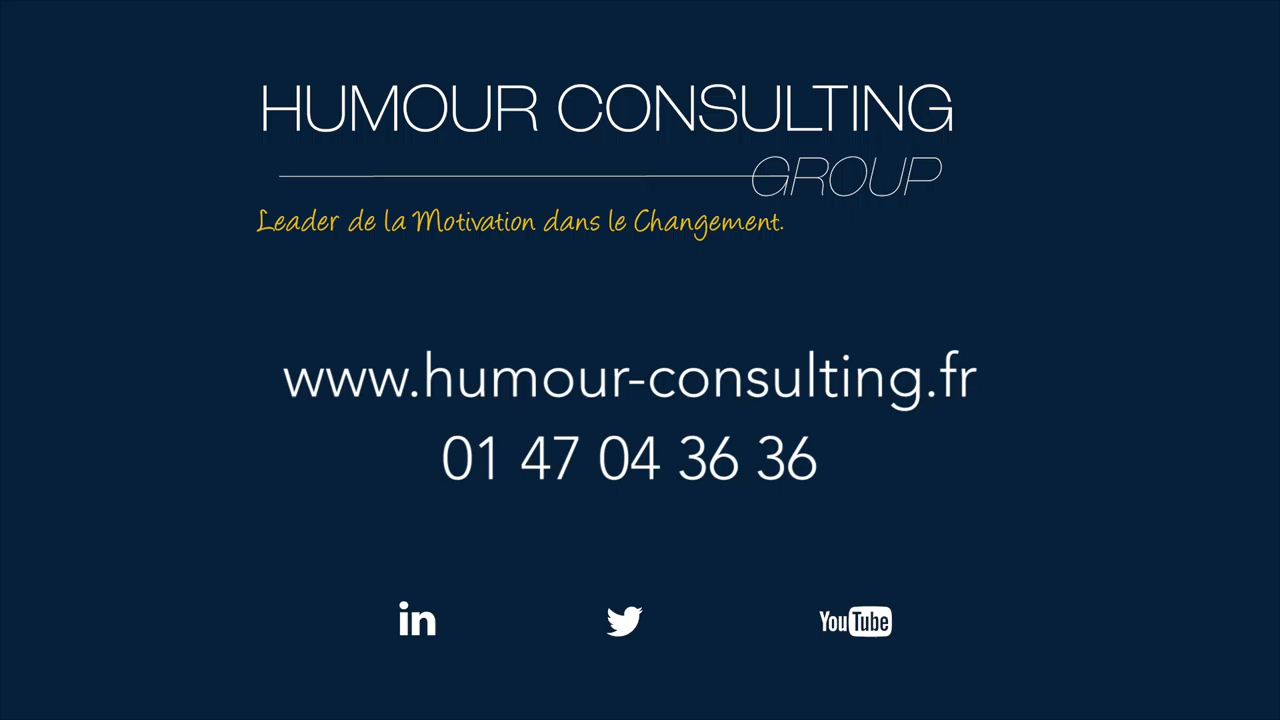 HUMOUR CONSULTING
GROUP
Leader de la Motivation dans le Changement.
www.humour-consulting.fr
01 47 04 36 36
in
YouTube